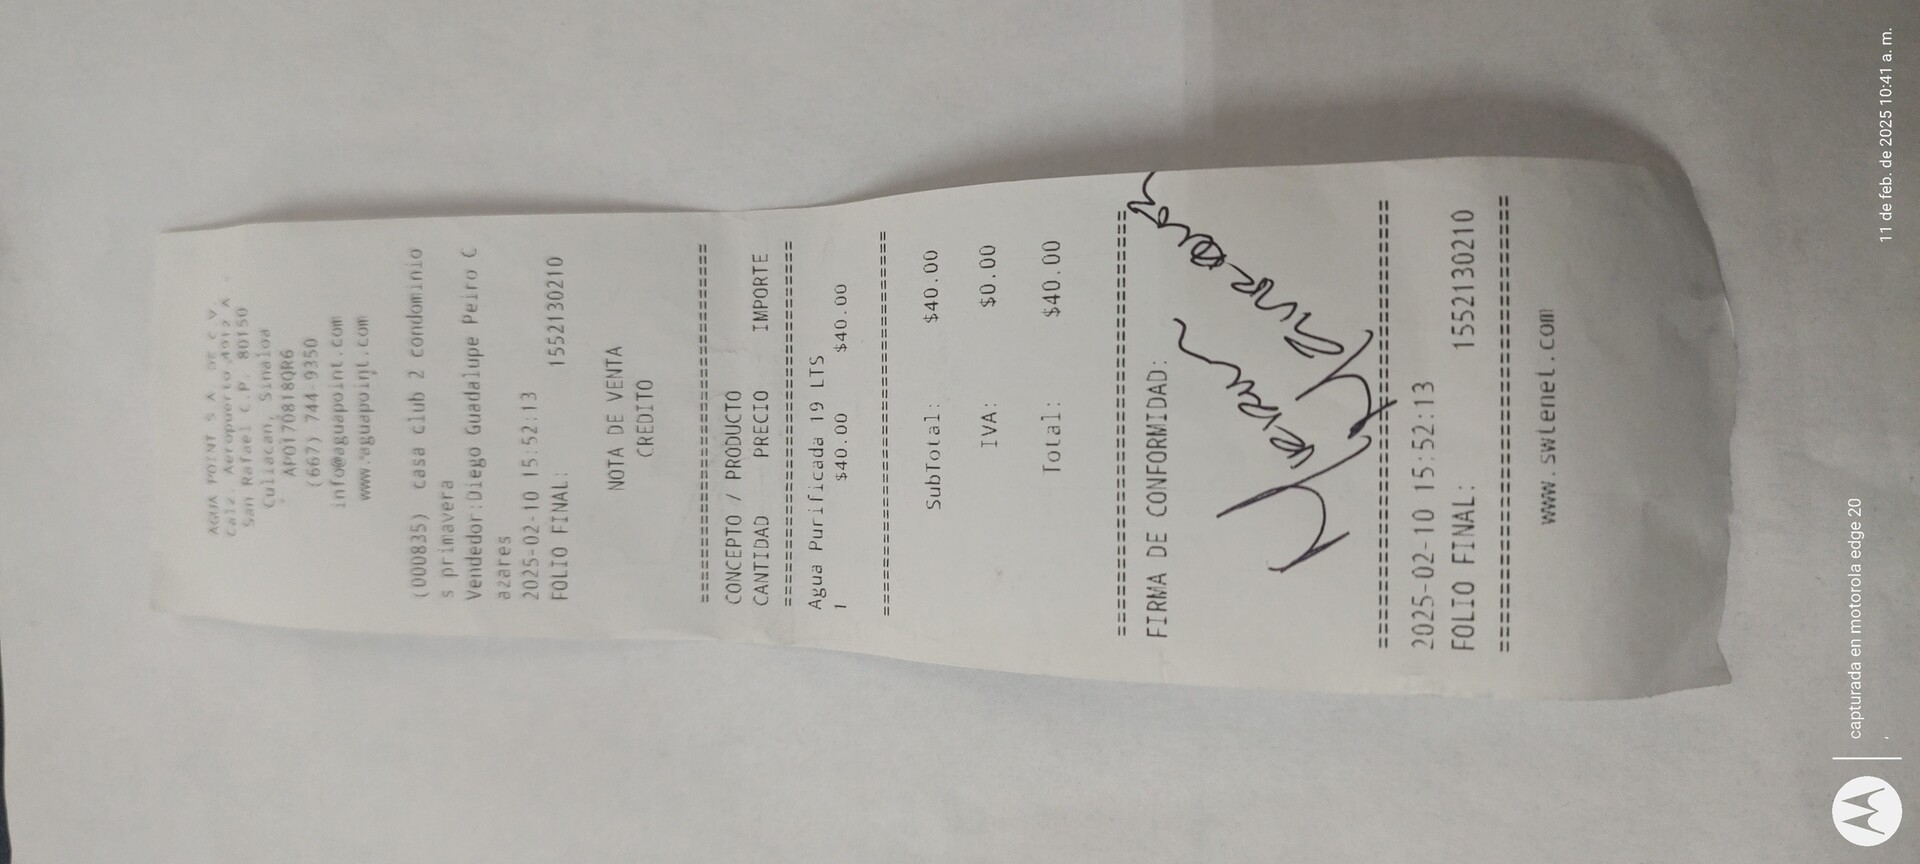 AGUA POINT S A DE C V
Calz. Aeropuerto 4912 A
San Rafael C.P. 80150
Culiacan, Sinaloa
APO170818QR6
(667) 744-9350
info@aguapoint.com
www.aguapoint.com
(000835) casa club 2 condominio
s primavera
Vendedor:Diego Guadalupe Peiro C
azares
2025-02-10 15:52:13
FOLIO FINAL: 1552130210
NOTA DE VENTA
CREDITO
================================
CONCEPTO / PRODUCTO
CANTIDAD PRECIO IMPORTE
================================
Agua Purificada 19 LTS
1 $40.00 $40.00
================================
SubTotal: $40.00
IVA: $0.00
Total: $40.00
================================
FIRMA DE CONFORMIDAD:
================================
2025-02-10 15:52:13
FOLIO FINAL: 1552130210
================================
www.swtenet.com
capturada en motorola edge 20
,
11 de feb. de 2025 10:41 a. m.